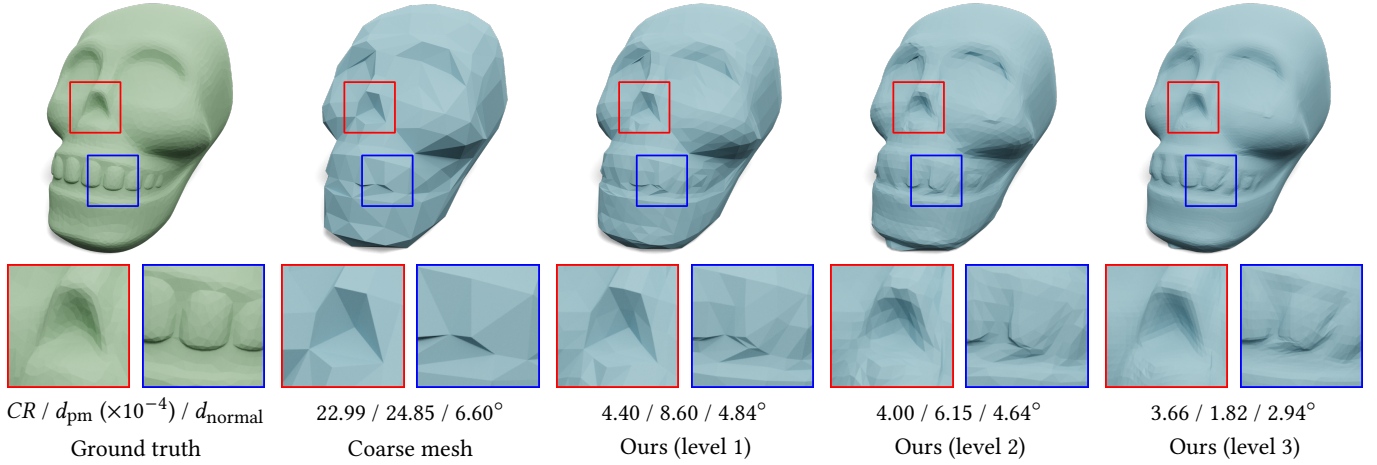 CR / d_pm (×10⁻⁴) / d_normal 22.99 / 24.85 / 6.60° 4.40 / 8.60 / 4.84° 4.00 / 6.15 / 4.64° 3.66 / 1.82 / 2.94°
Ground truth Coarse mesh Ours (level 1) Ours (level 2) Ours (level 3)